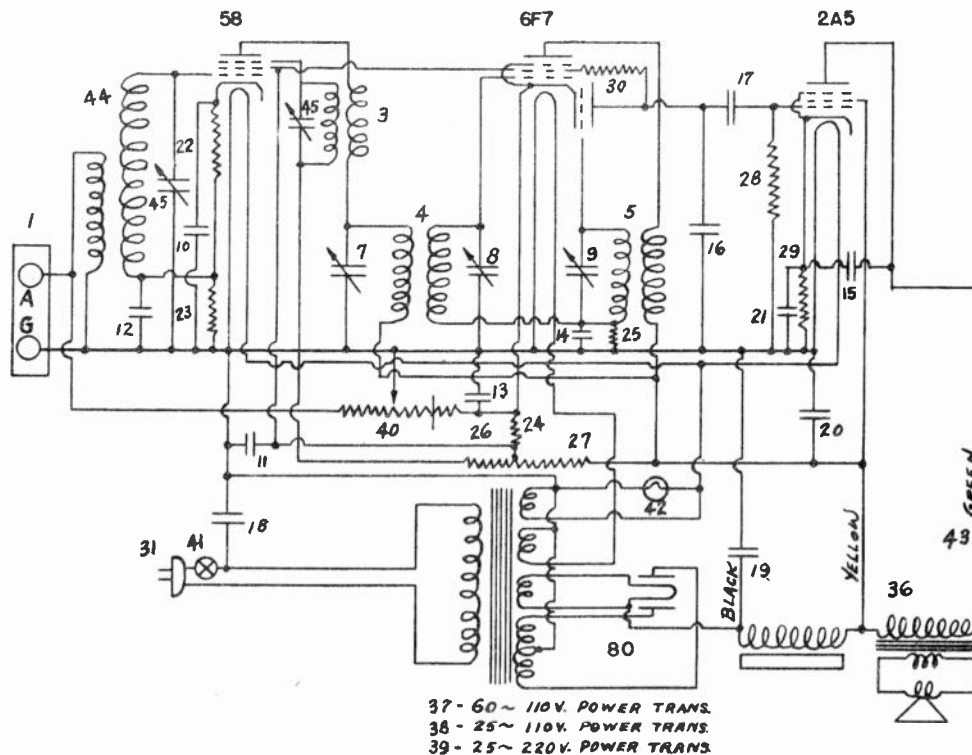 58 6F7 2A5
44 45 3 30 17
22 28
1 45 4 5
A 10 7 8 9 16 29
G 12 23 14 25 21 15
13
40 26 24 27 20
11
18 42 GREEN
31 41 19 BLACK YELLOW 43
36
80
37 - 60~ 110V. POWER TRANS.
38 - 25~ 110V. POWER TRANS.
39 - 25~ 220V. POWER TRANS.